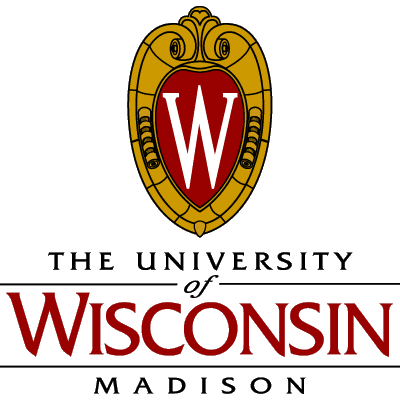 W
THE UNIVERSITY
of
WISCONSIN
MADISON